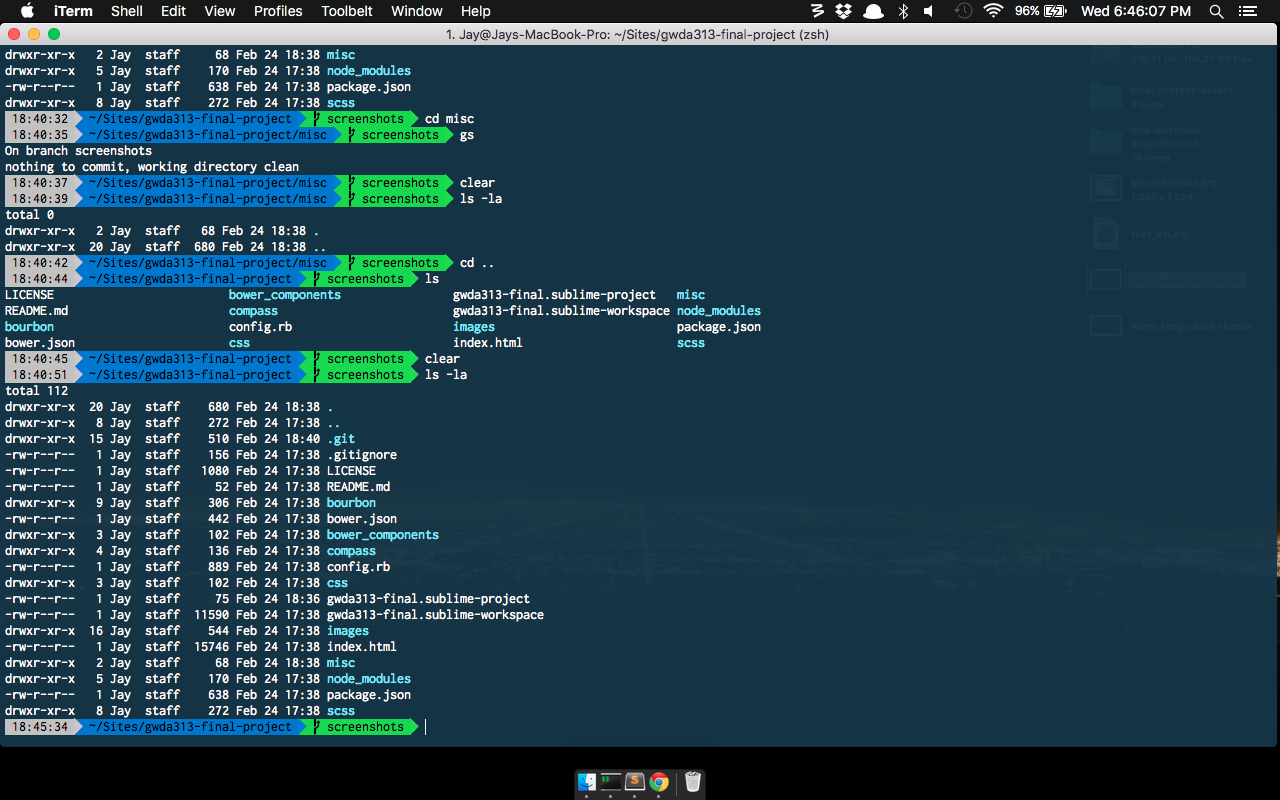 iTerm Shell Edit View Profiles Toolbelt Window Help 96% Wed 6:46:07 PM
1. Jay@Jays-MacBook-Pro: ~/Sites/gwda313-final-project (zsh)
drwxr-xr-x 2 Jay staff 68 Feb 24 18:38 misc
drwxr-xr-x 5 Jay staff 170 Feb 24 17:38 node_modules
-rw-r--r-- 1 Jay staff 638 Feb 24 17:38 package.json
drwxr-xr-x 8 Jay staff 272 Feb 24 17:38 scss
18:40:32 ~/Sites/gwda313-final-project screenshots cd misc
18:40:35 ~/Sites/gwda313-final-project/misc screenshots gs
On branch screenshots
nothing to commit, working directory clean
18:40:37 ~/Sites/gwda313-final-project/misc screenshots clear
18:40:39 ~/Sites/gwda313-final-project/misc screenshots ls -la
total 0
drwxr-xr-x 2 Jay staff 68 Feb 24 18:38 .
drwxr-xr-x 20 Jay staff 680 Feb 24 18:38 ..
18:40:42 ~/Sites/gwda313-final-project/misc screenshots cd ..
18:40:44 ~/Sites/gwda313-final-project screenshots ls
LICENSE bower_components gwda313-final.sublime-project misc
README.md compass gwda313-final.sublime-workspace node_modules
bourbon config.rb images package.json
bower.json css index.html scss
18:40:45 ~/Sites/gwda313-final-project screenshots clear
18:40:51 ~/Sites/gwda313-final-project screenshots ls -la
total 112
drwxr-xr-x 20 Jay staff 680 Feb 24 18:38 .
drwxr-xr-x 8 Jay staff 272 Feb 24 17:38 ..
drwxr-xr-x 15 Jay staff 510 Feb 24 18:40 .git
-rw-r--r-- 1 Jay staff 156 Feb 24 17:38 .gitignore
-rw-r--r-- 1 Jay staff 1080 Feb 24 17:38 LICENSE
-rw-r--r-- 1 Jay staff 52 Feb 24 17:38 README.md
drwxr-xr-x 9 Jay staff 306 Feb 24 17:38 bourbon
-rw-r--r-- 1 Jay staff 442 Feb 24 17:38 bower.json
drwxr-xr-x 3 Jay staff 102 Feb 24 17:38 bower_components
drwxr-xr-x 4 Jay staff 136 Feb 24 17:38 compass
-rw-r--r-- 1 Jay staff 889 Feb 24 17:38 config.rb
drwxr-xr-x 3 Jay staff 102 Feb 24 17:38 css
-rw-r--r-- 1 Jay staff 75 Feb 24 18:36 gwda313-final.sublime-project
-rw-r--r-- 1 Jay staff 11590 Feb 24 17:38 gwda313-final.sublime-workspace
drwxr-xr-x 16 Jay staff 544 Feb 24 17:38 images
-rw-r--r-- 1 Jay staff 15746 Feb 24 17:38 index.html
drwxr-xr-x 2 Jay staff 68 Feb 24 18:38 misc
drwxr-xr-x 5 Jay staff 170 Feb 24 17:38 node_modules
-rw-r--r-- 1 Jay staff 638 Feb 24 17:38 package.json
drwxr-xr-x 8 Jay staff 272 Feb 24 17:38 scss
18:45:34 ~/Sites/gwda313-final-project screenshots
final-project-assets
bhs-workflow-
experiment-1
bhs-services.jpg